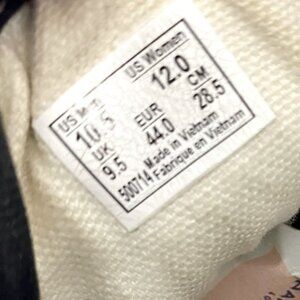 US Men US Women
10.5 12.0
UK EUR CM
9.5 44.0 28.5
Made in Vietnam
500714 Fabrique en Vietnam